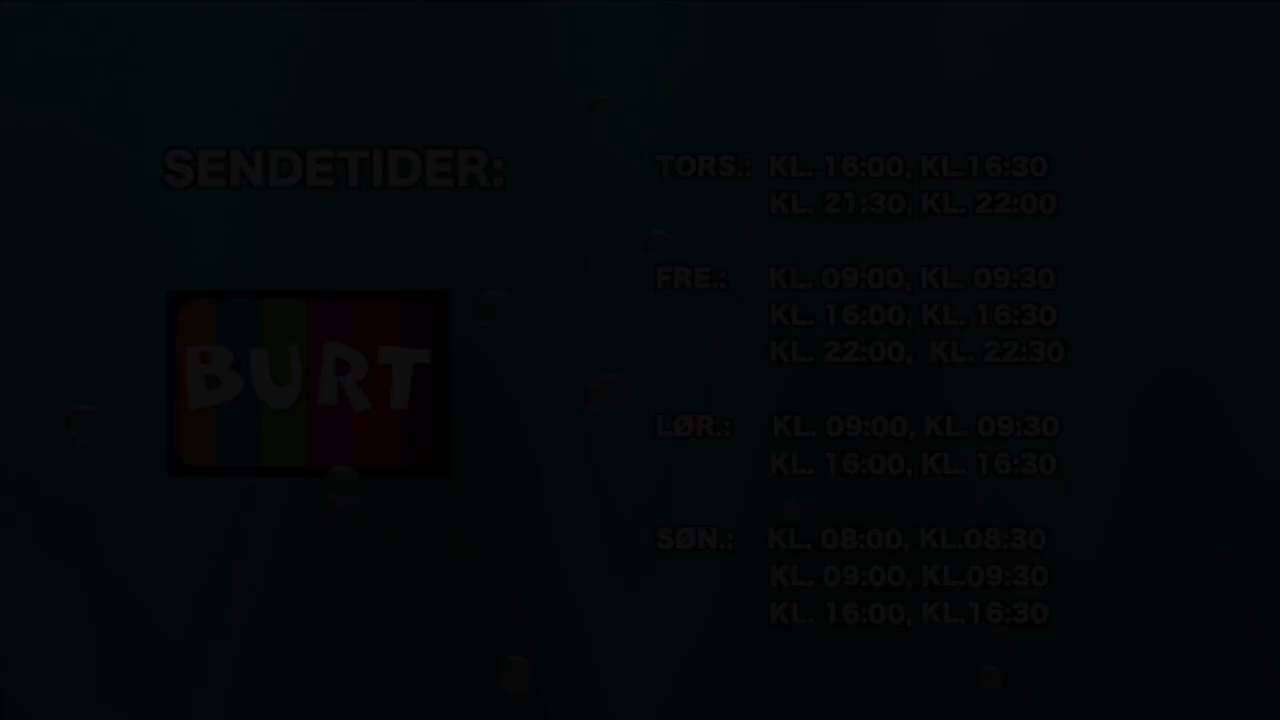 SENDETIDER:
BURT
TORS.: KL. 16:00, KL.16:30
KL. 21:30, KL. 22:00
FRE.: KL. 09:00, KL. 09:30
KL. 16:00, KL. 16:30
KL. 22:00, KL. 22:30
LØR.: KL. 09:00, KL. 09:30
KL. 16:00, KL. 16:30
SØN.: KL. 08:00, KL.08:30
KL. 09:00, KL.09:30
KL. 16:00, KL.16:30